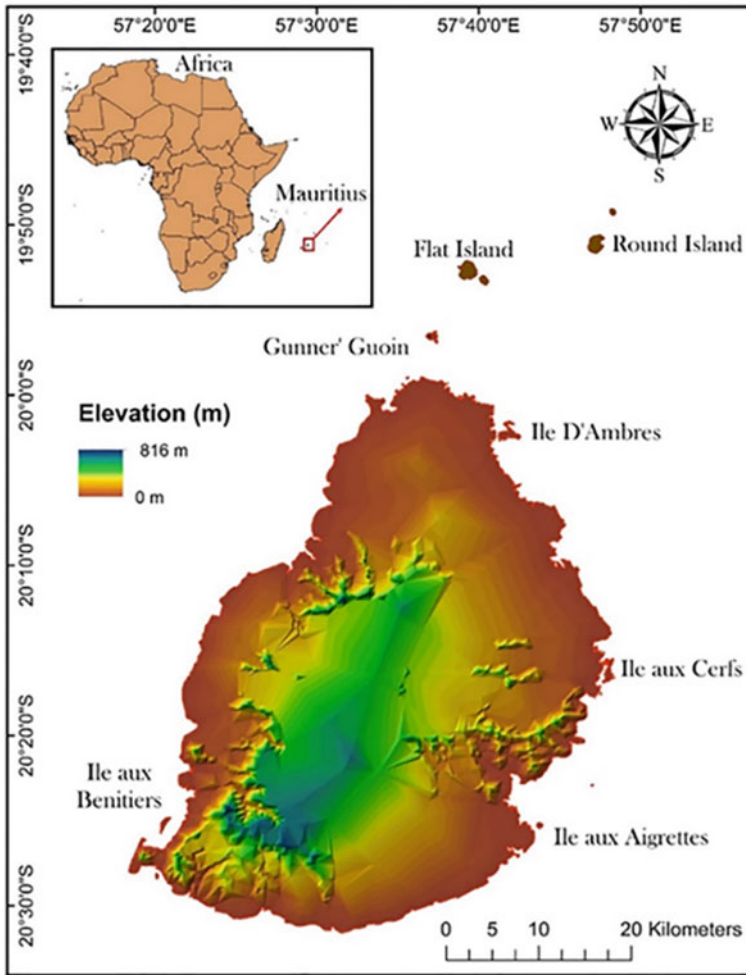 57°20'0"E 57°30'0"E 57°40'0"E 57°50'0"E
19°40'0"S
19°50'0"S
20°0'0"S
20°10'0"S
20°20'0"S
20°30'0"S
Africa
Mauritius
N
W E
S
Flat Island
Round Island
Gunner' Guoin
Elevation (m)
816 m
0 m
Ile D'Ambres
Ile aux Cerfs
Ile aux
Benitiers
Ile aux Aigrettes
0 5 10 20 Kilometers